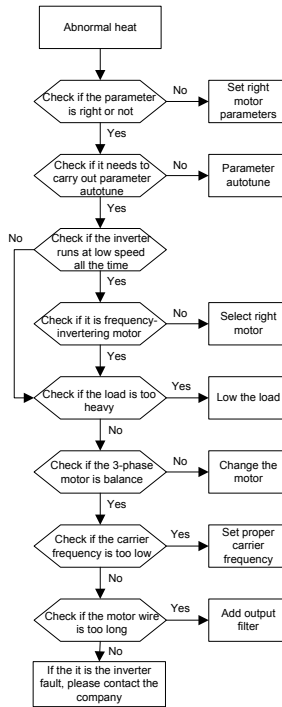 Abnormal heat
Check if the parameter
is right or not
No
Set right
motor
parameters
Yes
Check if it needs to
carry out parameter
autotune
No
Parameter
autotune
Yes
No
Check if the inverter
runs at low speed
all the time
Yes
Check if it is frequency-
invertering motor
No
Select right
motor
Yes
Check if the load is too
heavy
Yes
Low the load
No
Check if the 3-phase
motor is balance
No
Change the
motor
Yes
Check if the carrier
frequency is too low
Yes
Set proper
carrier
frequency
No
Check if the motor wire
is too long
Yes
Add output
filter
No
If the it is the inverter
fault, please contact the
company